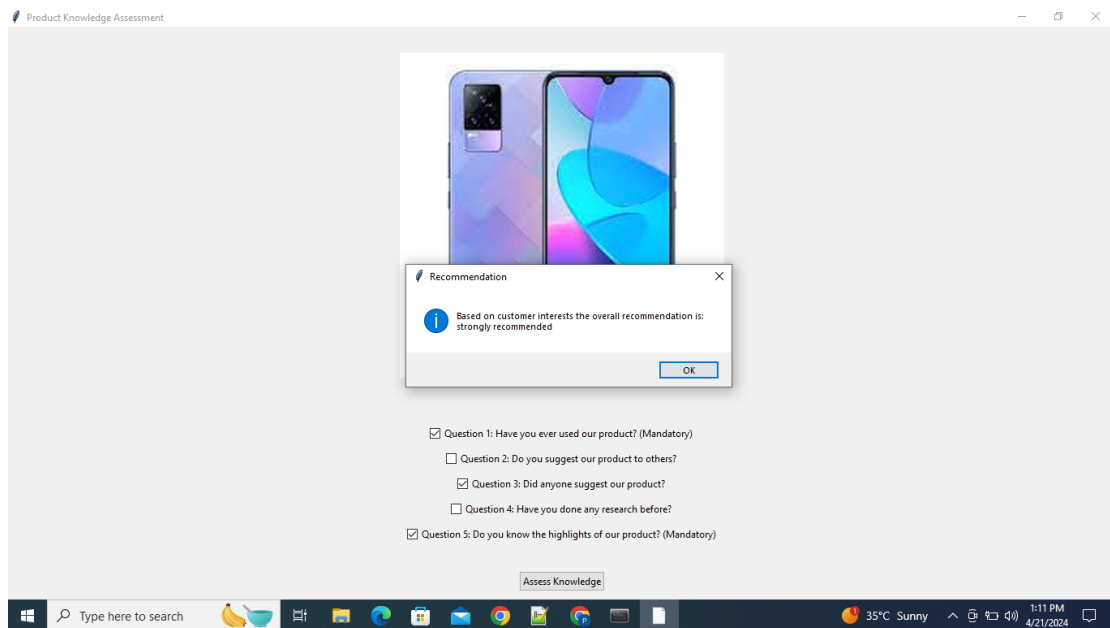 Product Knowledge Assessment
Recommendation
Based on customer interests the overall recommendation is:
strongly recommended
OK
Question 1: Have you ever used our product? (Mandatory)
Question 2: Do you suggest our product to others?
Question 3: Did anyone suggest our product?
Question 4: Have you done any research before?
Question 5: Do you know the highlights of our product? (Mandatory)
Assess Knowledge
Type here to search
35°C Sunny
1:11 PM
4/21/2024